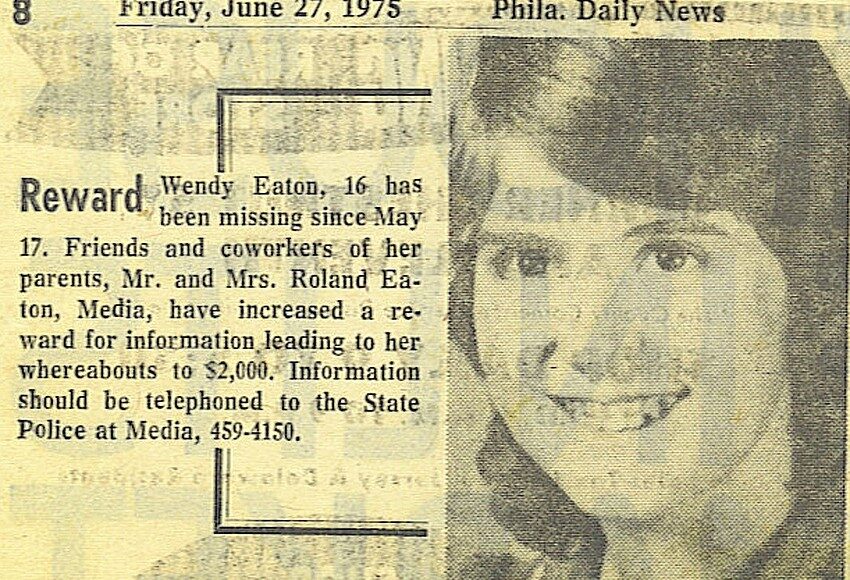 8 Friday, June 27, 1975 Phila. Daily News
Reward Wendy Eaton, 16 has
been missing since May
17. Friends and coworkers of her
parents, Mr. and Mrs. Roland Ea-
ton, Media, have increased a re-
ward for information leading to her
whereabouts to $2,000. Information
should be telephoned to the State
Police at Media, 459-4150.